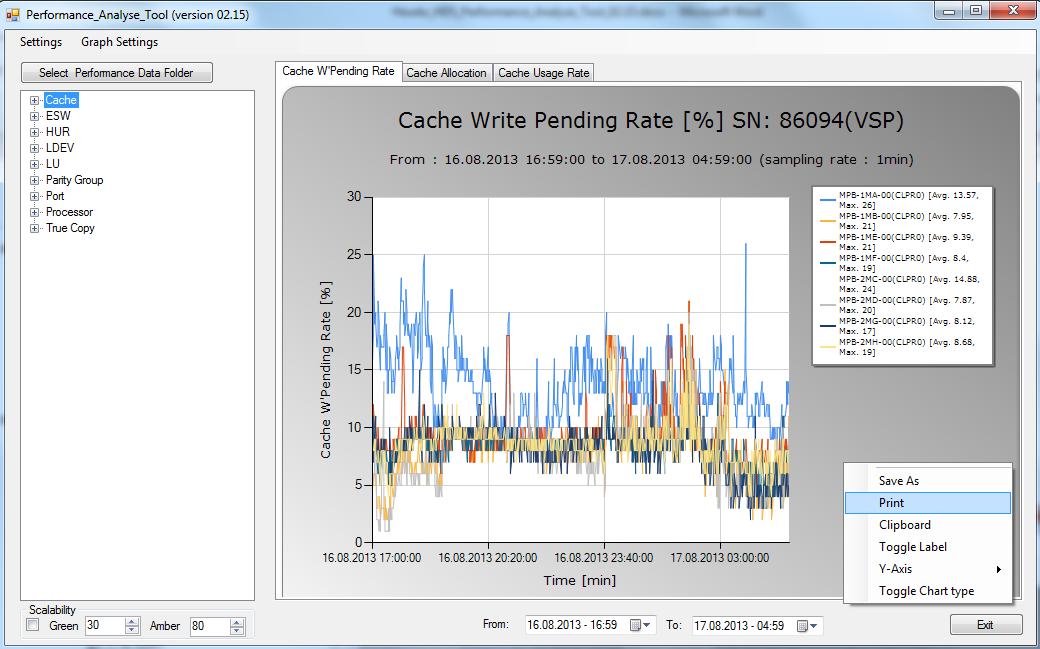 Performance_Analyse_Tool (version 02.15)
Settings Graph Settings
Select Performance Data Folder
Cache
ESW
HUR
LDEV
LU
Parity Group
Port
Processor
True Copy
Cache W'Pending Rate Cache Allocation Cache Usage Rate
Cache Write Pending Rate [%] SN: 86094(VSP)
From : 16.08.2013 16:59:00 to 17.08.2013 04:59:00 (sampling rate : 1min)
Cache W'Pending Rate [%]
30
25
20
15
10
5
0
16.08.2013 17:00:00 16.08.2013 20:20:00 16.08.2013 23:40:00 17.08.2013 03:00:00
Time [min]
MPB-1MA-00(CLPR0) [Avg. 13.57,
Max. 26]
MPB-1MB-00(CLPR0) [Avg. 7.95,
Max. 21]
MPB-1ME-00(CLPR0) [Avg. 9.39,
Max. 21]
MPB-1MF-00(CLPR0) [Avg. 8.4,
Max. 19]
MPB-2MC-00(CLPR0) [Avg. 14.88,
Max. 24]
MPB-2MD-00(CLPR0) [Avg. 7.87,
Max. 20]
MPB-2MG-00(CLPR0) [Avg. 8.12,
Max. 17]
MPB-2MH-00(CLPR0) [Avg. 8.68,
Max. 19]
Save As
Print
Clipboard
Toggle Label
Y-Axis
Toggle Chart type
Scalability
Green 30 Amber 80
From: 16.08.2013 - 16:59 To: 17.08.2013 - 04:59
Exit